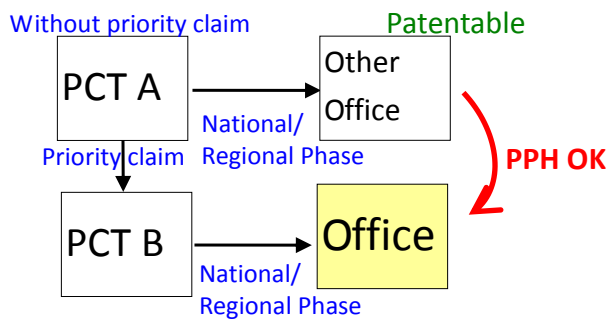 Without priority claim
Patentable
PCT A
Other
Office
National/
Regional Phase
Priority claim
PPH OK
PCT B
Office
National/
Regional Phase